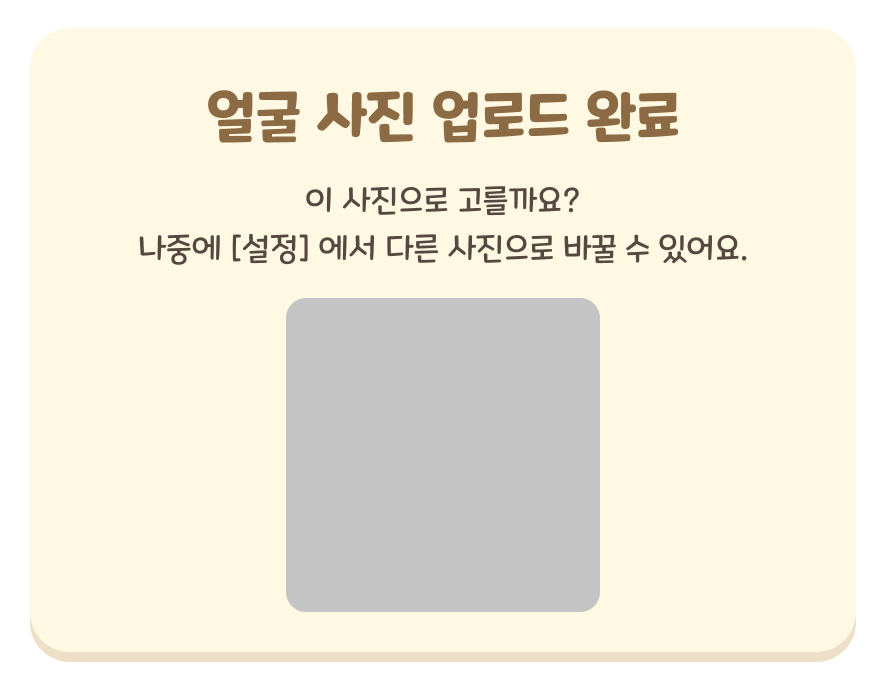 얼굴 사진 업로드 완료
이 사진으로 고를까요?
나중에 [설정] 에서 다른 사진으로 바꿀 수 있어요.